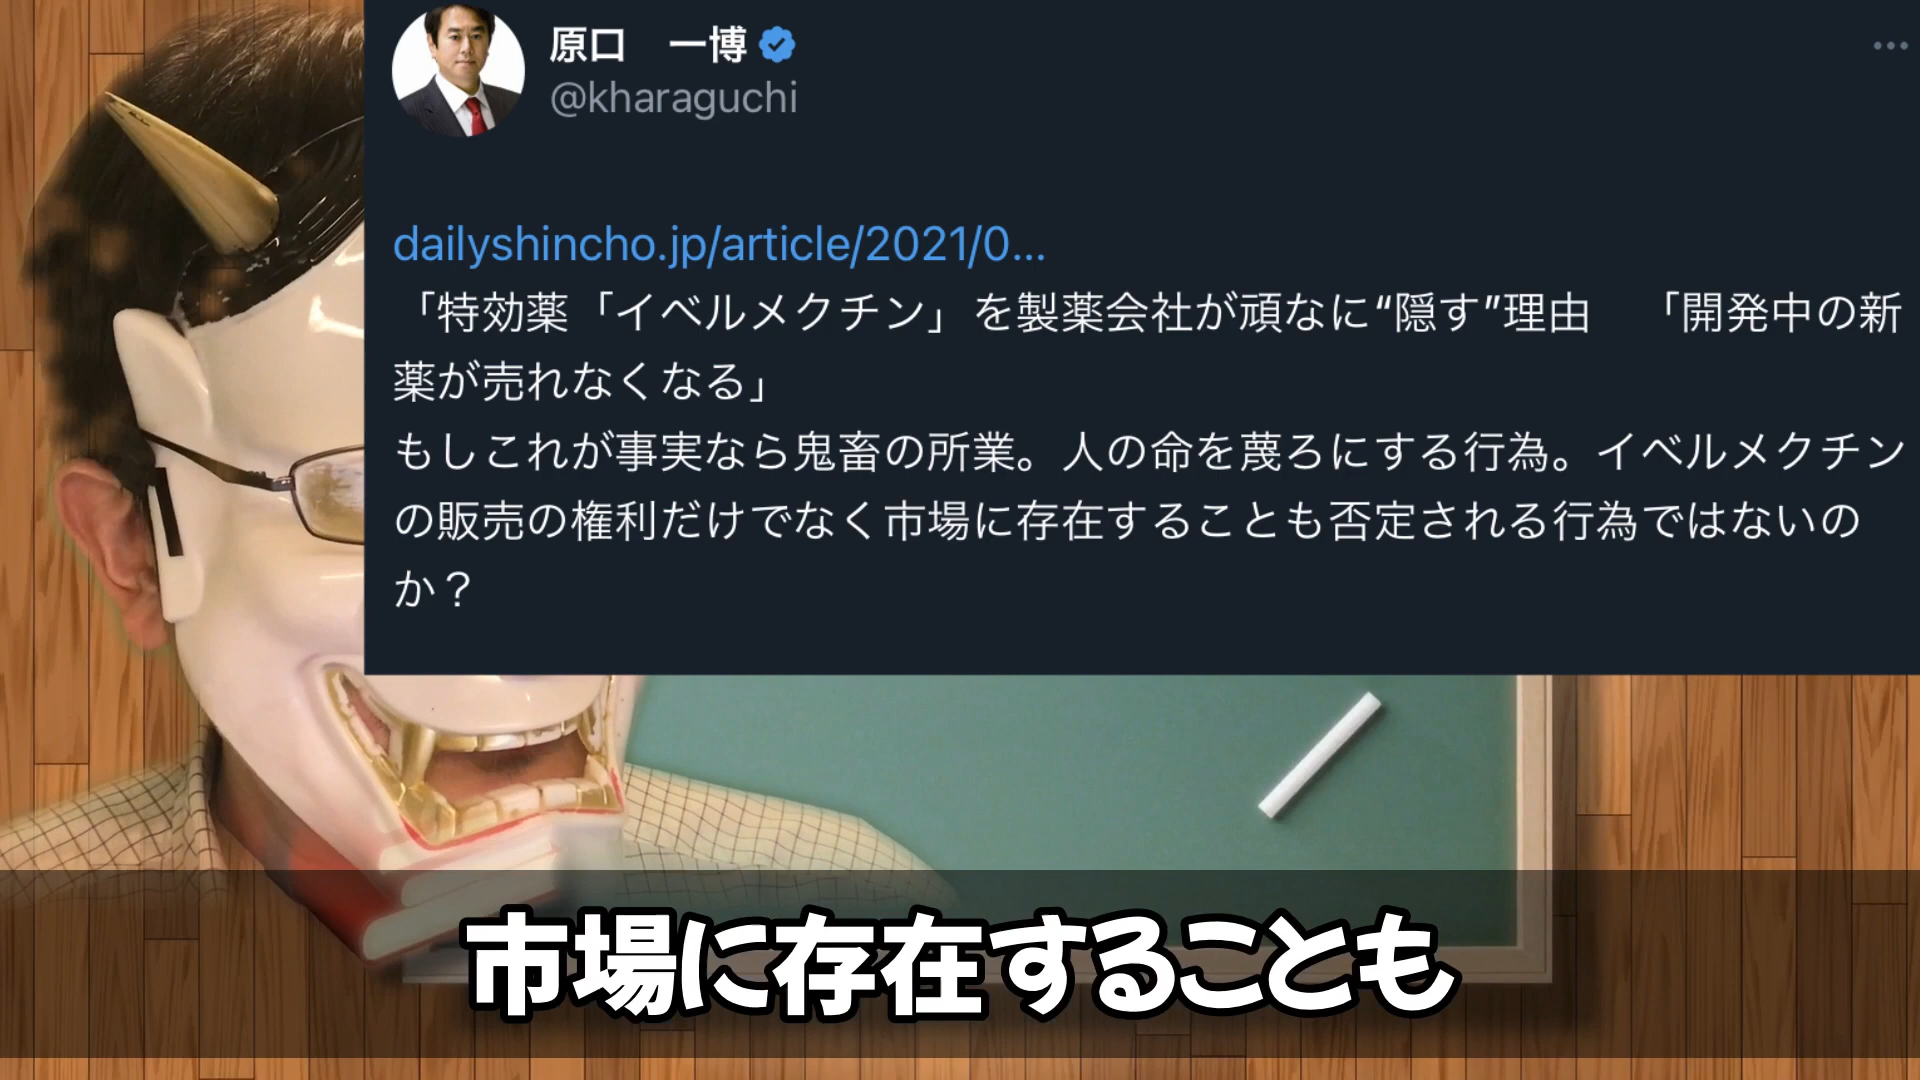 原口　一博
@kharaguchi
dailyshincho.jp/article/2021/0...
「特効薬「イベルメクチン」を製薬会社が頑なに“隠す”理由　「開発中の新
薬が売れなくなる」
もしこれが事実なら鬼畜の所業。人の命を蔑ろにする行為。イベルメクチン
の販売の権利だけでなく市場に存在することも否定される行為ではないの
か？
市場に存在することも